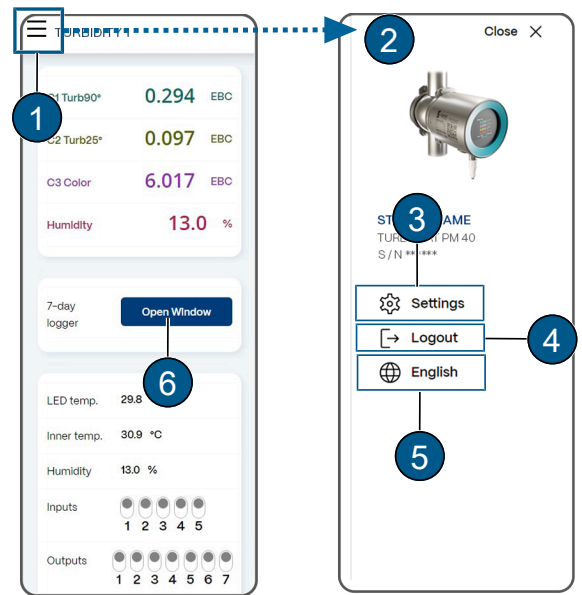 TURBIDITY1
C1 Turb90° 0.294 EBC
C2 Turb25° 0.097 EBC
C3 Color 6.017 EBC
Humidity 13.0 %
7-day
logger
Open Window
LED temp. 29.8
Inner temp. 30.9 °C
Humidity 13.0 %
Inputs
1 2 3 4 5
Outputs
1 2 3 4 5 6 7
1
6
2
Close
3
PM 40
S/N
Settings
Logout
4
English
5